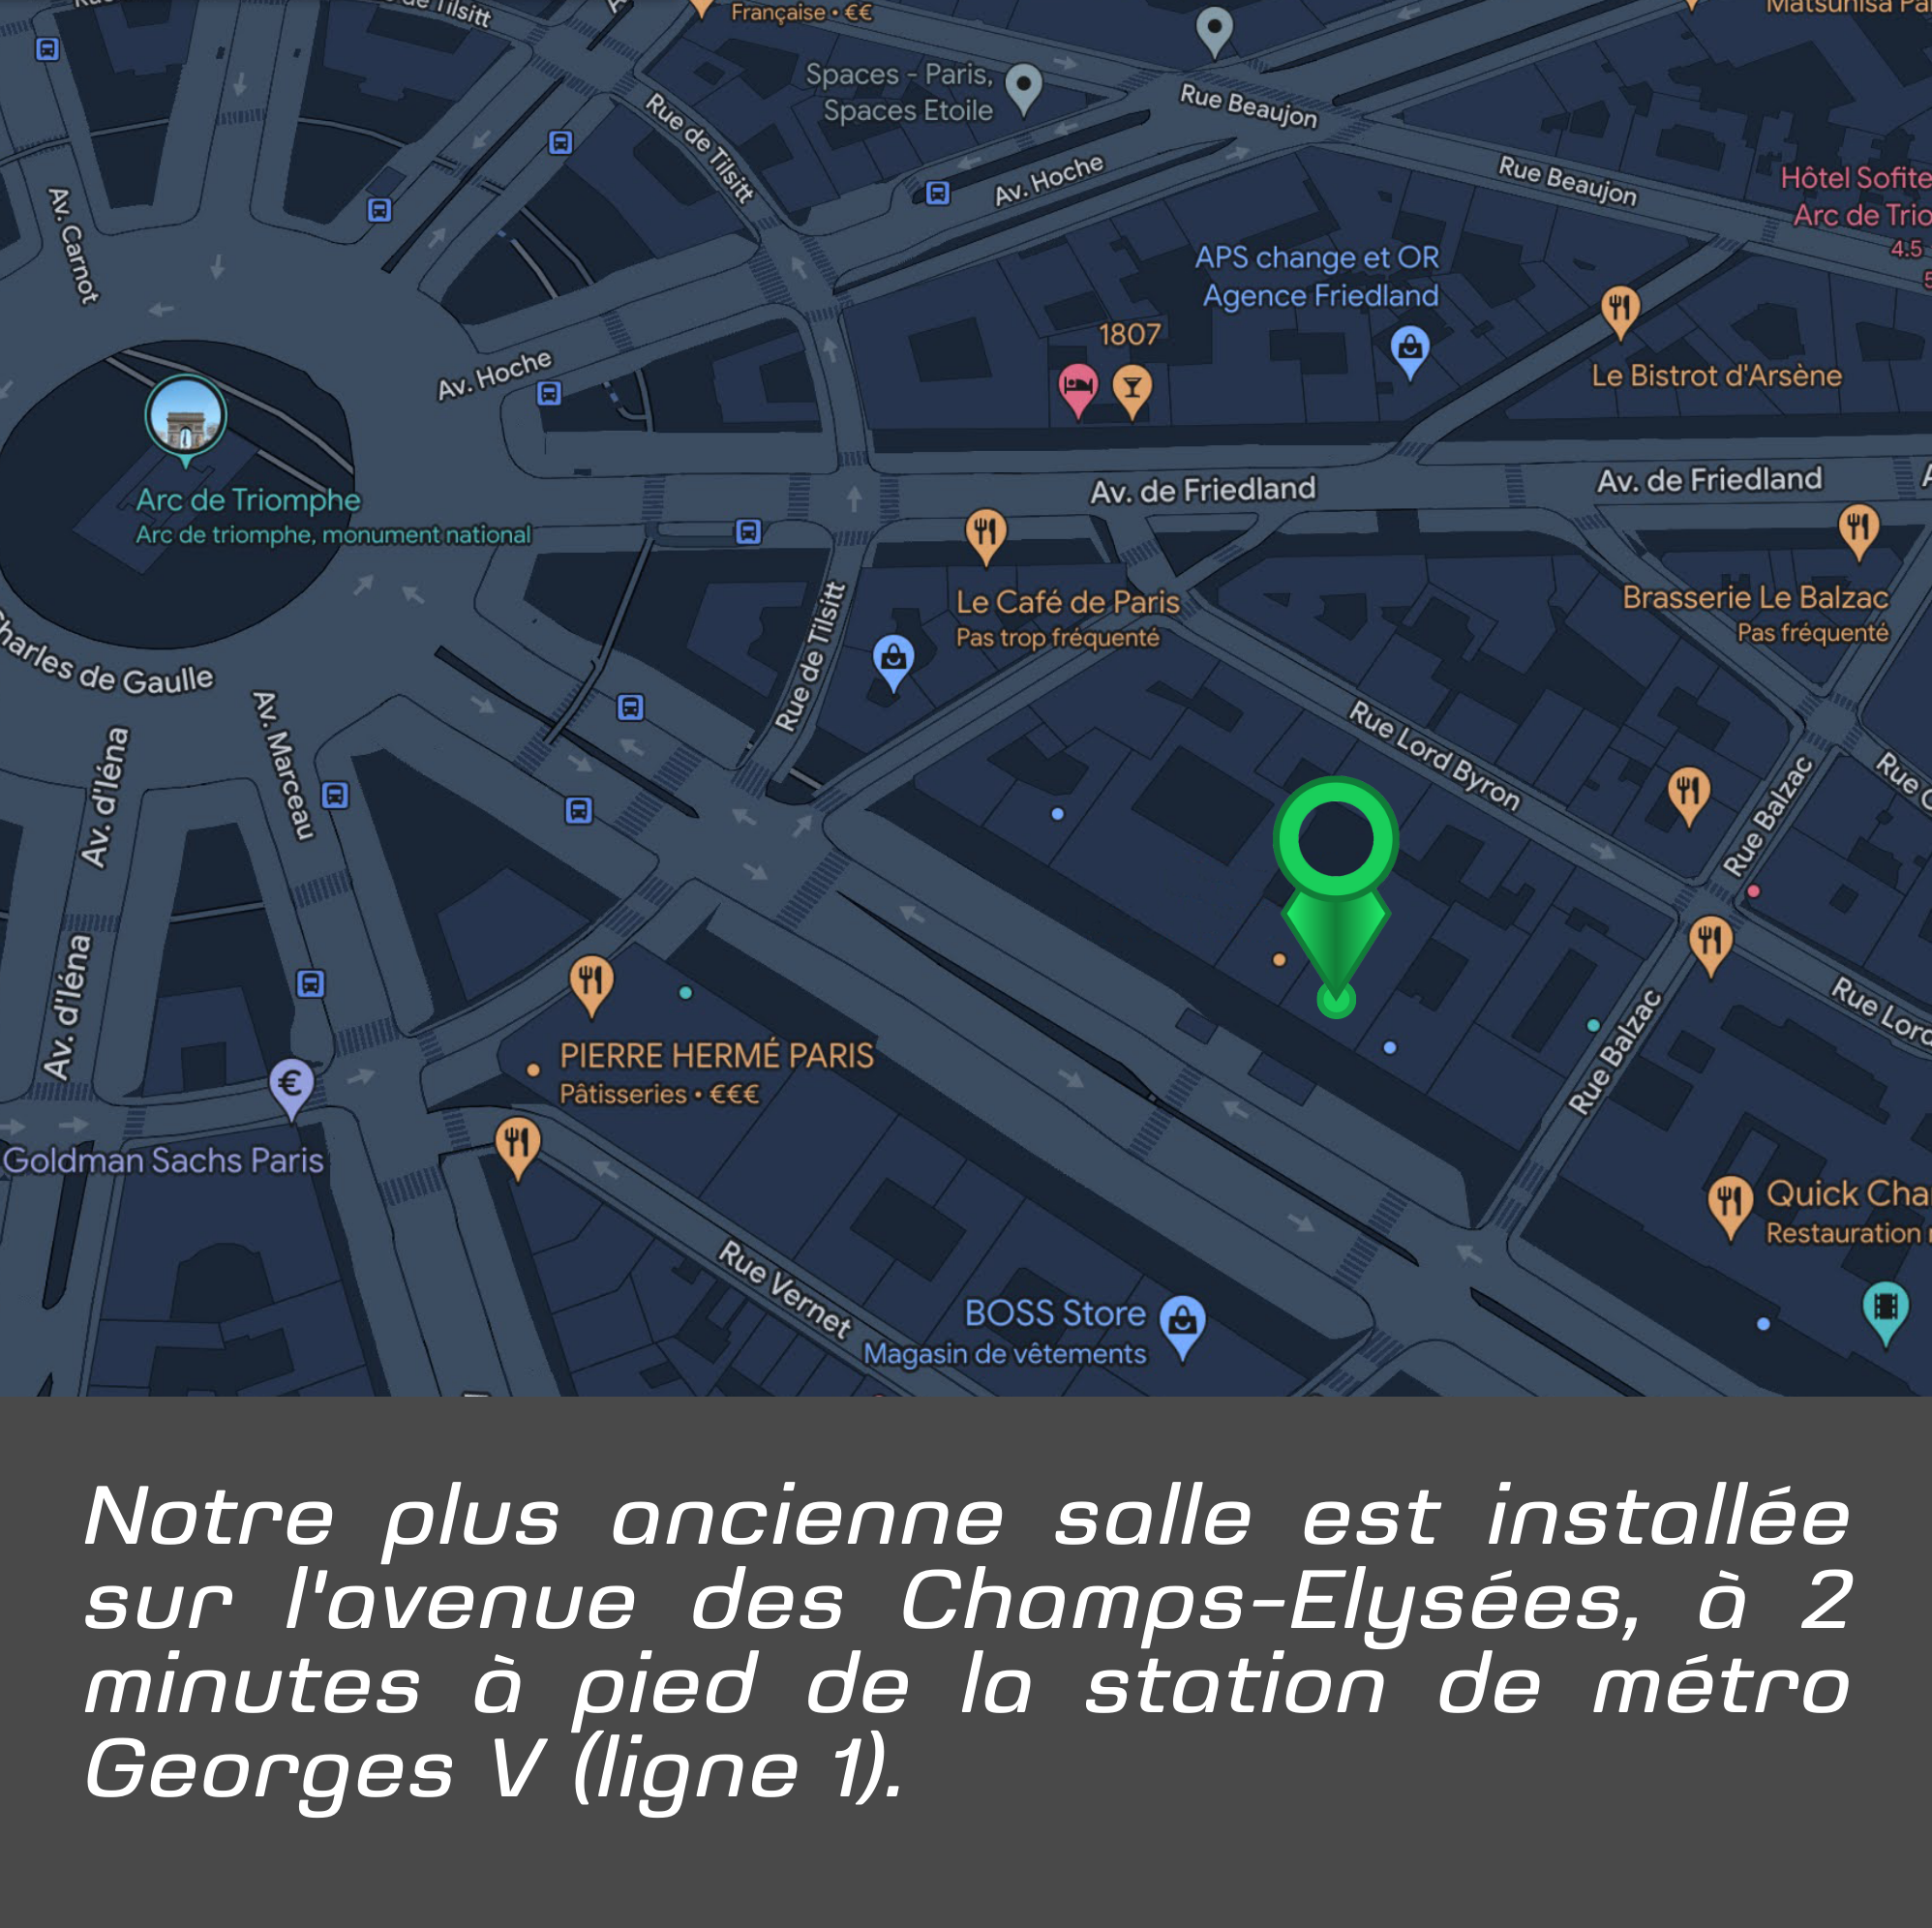 de Tilsitt
Française • €€
Spaces - Paris,
Spaces Etoile
Rue Beaujon
Rue de Tilsitt
Av. Hoche
Rue Beaujon
Hôtel Sofite
Arc de Trio
4.5
Av. Carnot
APS change et OR
Agence Friedland
1807
Le Bistrot d'Arsène
Av. Hoche
Arc de Triomphe
Arc de triomphe, monument national
Av. de Friedland
Av. de Friedland
Le Café de Paris
Pas trop fréquenté
Brasserie Le Balzac
Pas fréquenté
Rue de Tilsitt
harles de Gaulle
Av. Marceau
Av. d'Iéna
Rue Lord Byron
Rue Balzac
Rue
Av. d'Iéna
Rue Balzac
Rue Lord
PIERRE HERMÉ PARIS
Pâtisseries • €€€
Goldman Sachs Paris
Quick Cha
Restauration
Rue Vernet
BOSS Store
Magasin de vêtements
Notre plus ancienne salle est installée
sur l'avenue des Champs-Elysées, à 2
minutes à pied de la station de métro
Georges V (ligne 1).